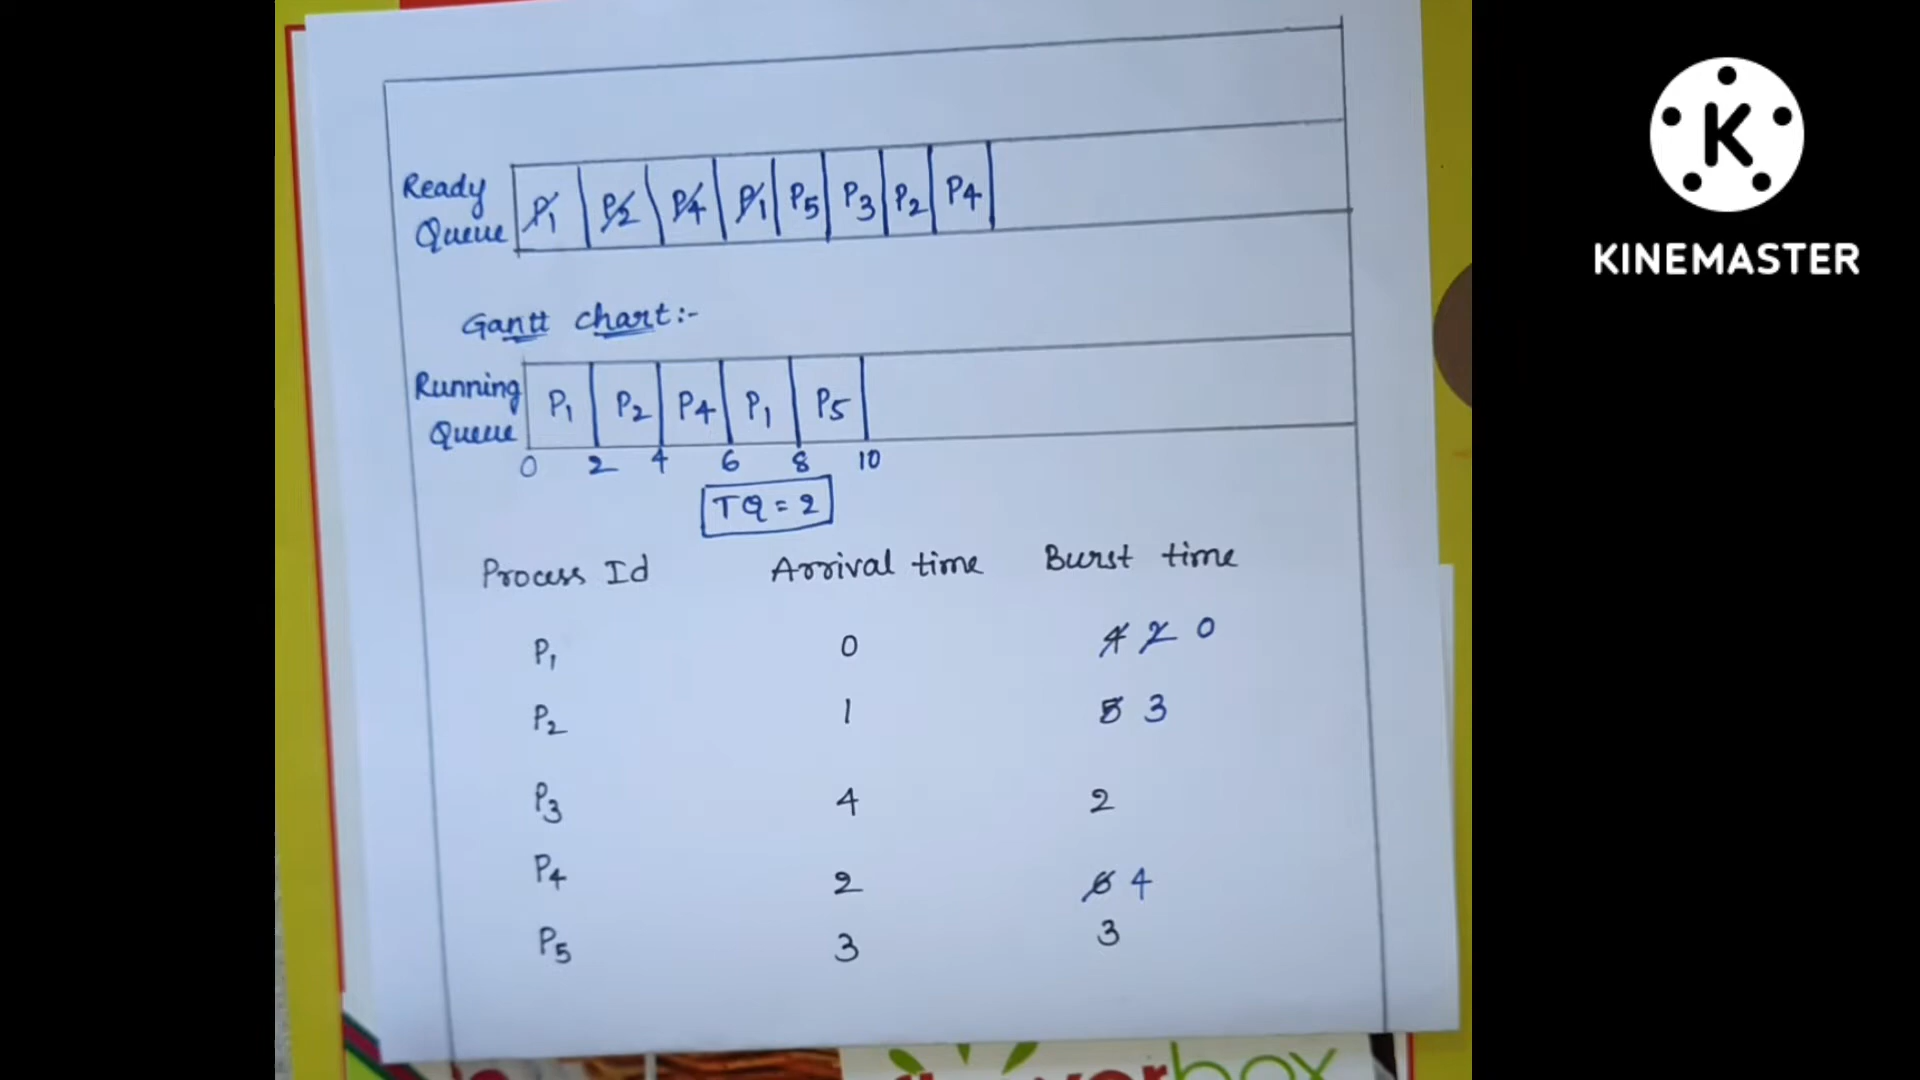 Ready Queue P1 P2 P4 P1 P5 P3 P2 P4
Gantt chart:-
Running Queue P1 P2 P4 P1 P5
0 2 4 6 8 10
TQ = 2
Process Id Arrival time Burst time
P1 0 4 2 0
P2 1 5 3
P3 4 2
P4 2 6 4
P5 3 3
K
KINEMASTER